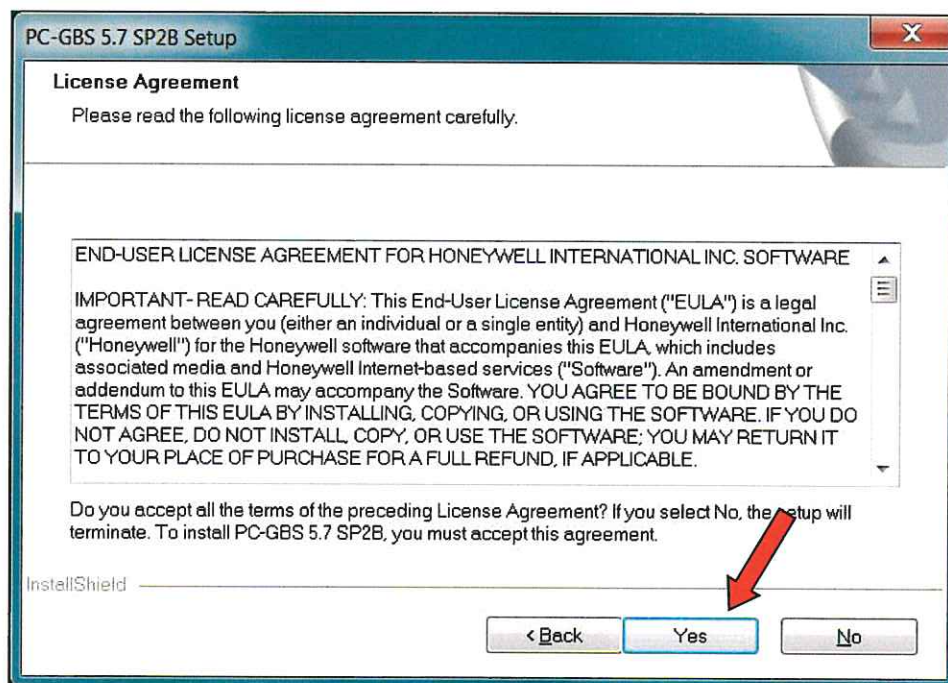 PC-GBS 5.7 SP2B Setup
License Agreement
Please read the following license agreement carefully.
END-USER LICENSE AGREEMENT FOR HONEYWELL INTERNATIONAL INC. SOFTWARE
IMPORTANT- READ CAREFULLY: This End-User License Agreement ("EULA") is a legal
agreement between you (either an individual or a single entity) and Honeywell International Inc.
("Honeywell") for the Honeywell software that accompanies this EULA, which includes
associated media and Honeywell Internet-based services ("Software"). An amendment or
addendum to this EULA may accompany the Software. YOU AGREE TO BE BOUND BY THE
TERMS OF THIS EULA BY INSTALLING, COPYING, OR USING THE SOFTWARE. IF YOU DO
NOT AGREE, DO NOT INSTALL, COPY, OR USE THE SOFTWARE; YOU MAY RETURN IT
TO YOUR PLACE OF PURCHASE FOR A FULL REFUND, IF APPLICABLE.
Do you accept all the terms of the preceding License Agreement? If you select No, the setup will
terminate. To install PC-GBS 5.7 SP2B, you must accept this agreement.
InstallShield
< Back Yes No